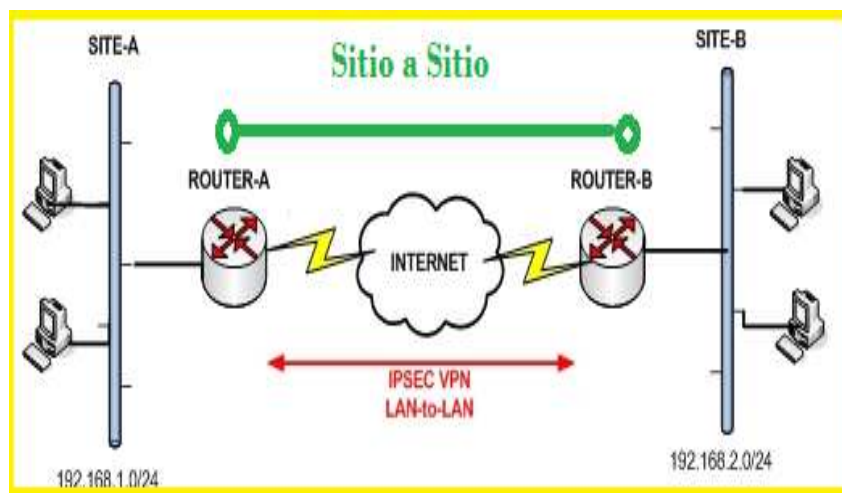 SITE-A
SITE-B
Sitio a Sitio
ROUTER-A
ROUTER-B
INTERNET
IPSEC VPN
LAN-to-LAN
192.168.1.0/24
192.168.2.0/24